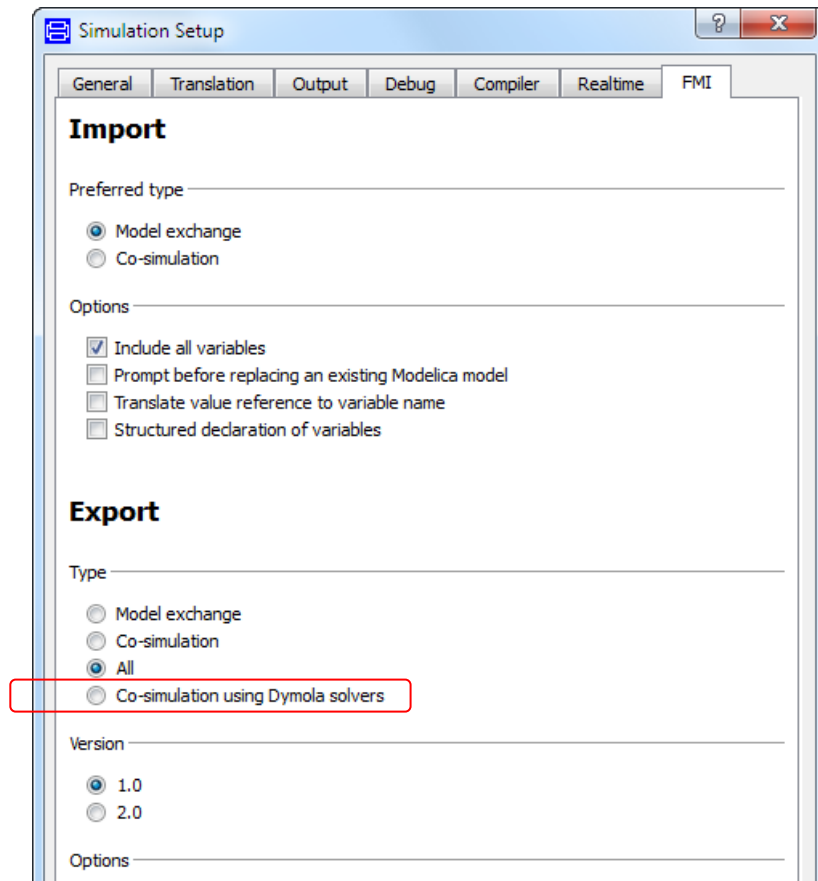 Simulation Setup
?
X
General Translation Output Debug Compiler Realtime FMI
Import
Preferred type
Model exchange
Co-simulation
Options
Include all variables
Prompt before replacing an existing Modelica model
Translate value reference to variable name
Structured declaration of variables
Export
Type
Model exchange
Co-simulation
All
Co-simulation using Dymola solvers
Version
1.0
2.0
Options